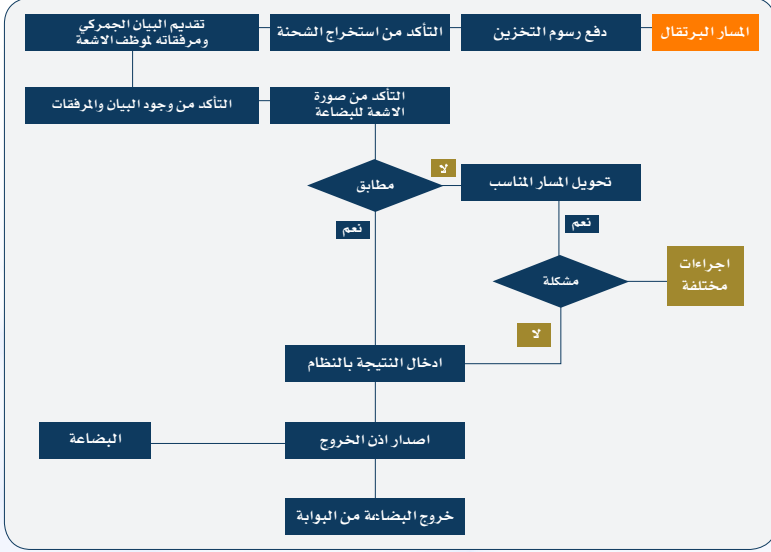 المسار البرتقال
دفع رسوم التخزين
التأكد من استخراج الشحنة
تقديم البيان الجمركي
ومرفقاته لموظف الاشعة
التأكد من وجود البيان والمرفقات
التأكد من صورة
الاشعة للبضاعة
مطابق
لا
تحويل المسار المناسب
نعم
نعم
مشكلة
اجراءات
مختلفة
لا
ادخال النتيجة بالنظام
اصدار اذن الخروج
البضاعة
خروج البضاعة من البوابة